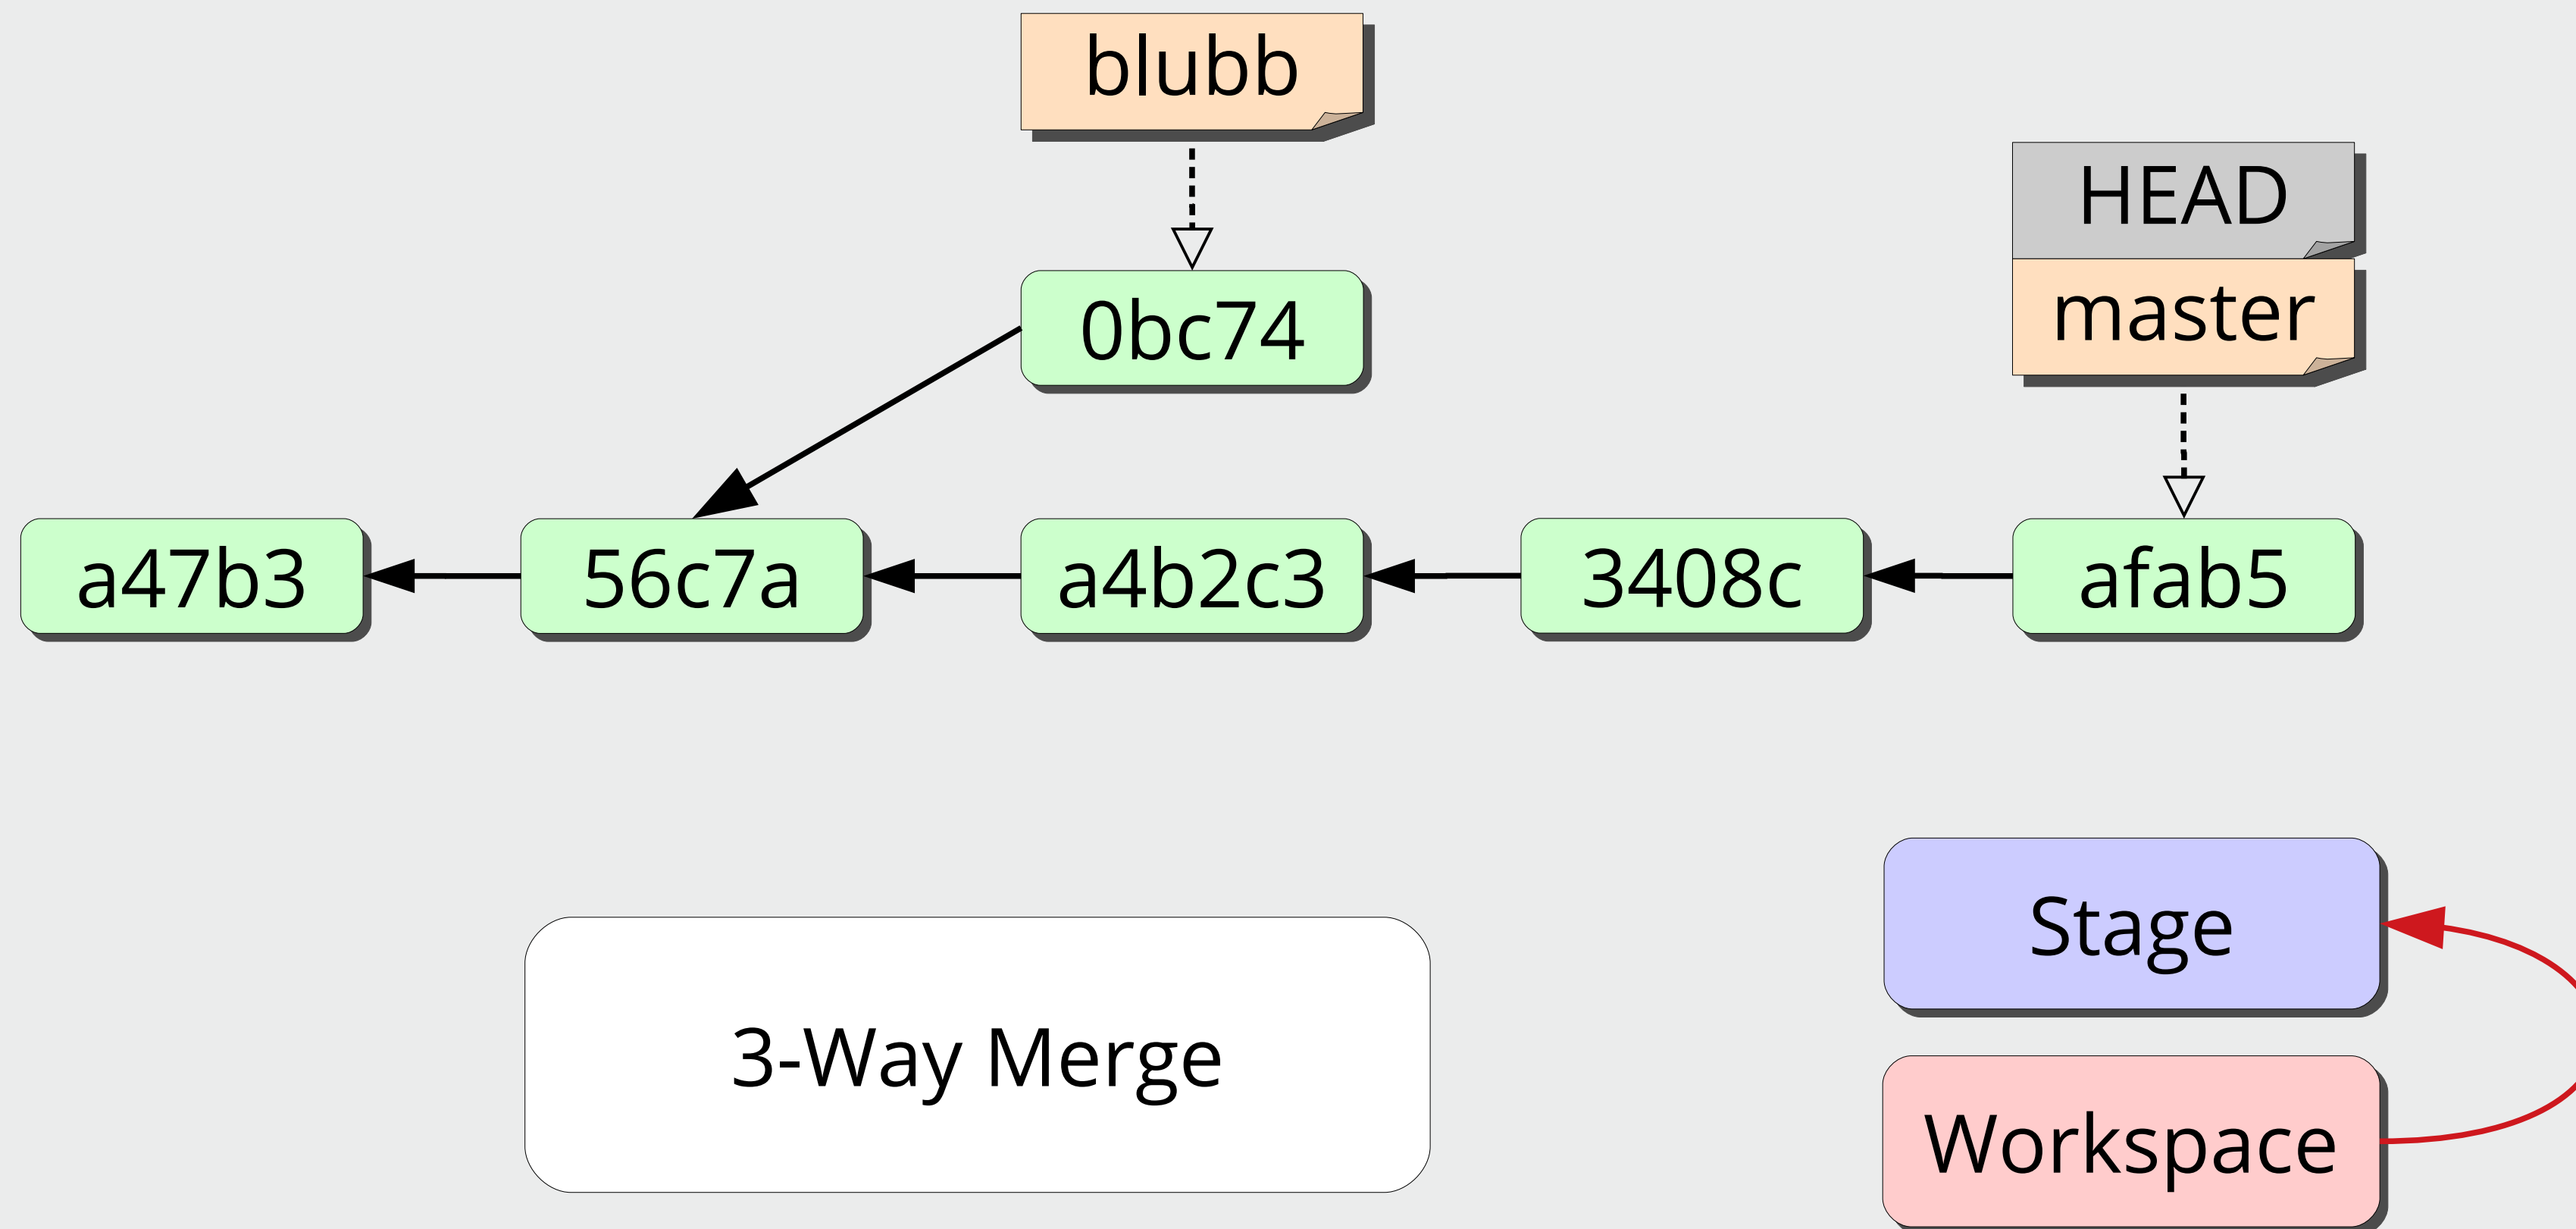 blubb
HEAD
master
0bc74
a47b3
56c7a
a4b2c3
3408c
afab5
Stage
3-Way Merge
Workspace